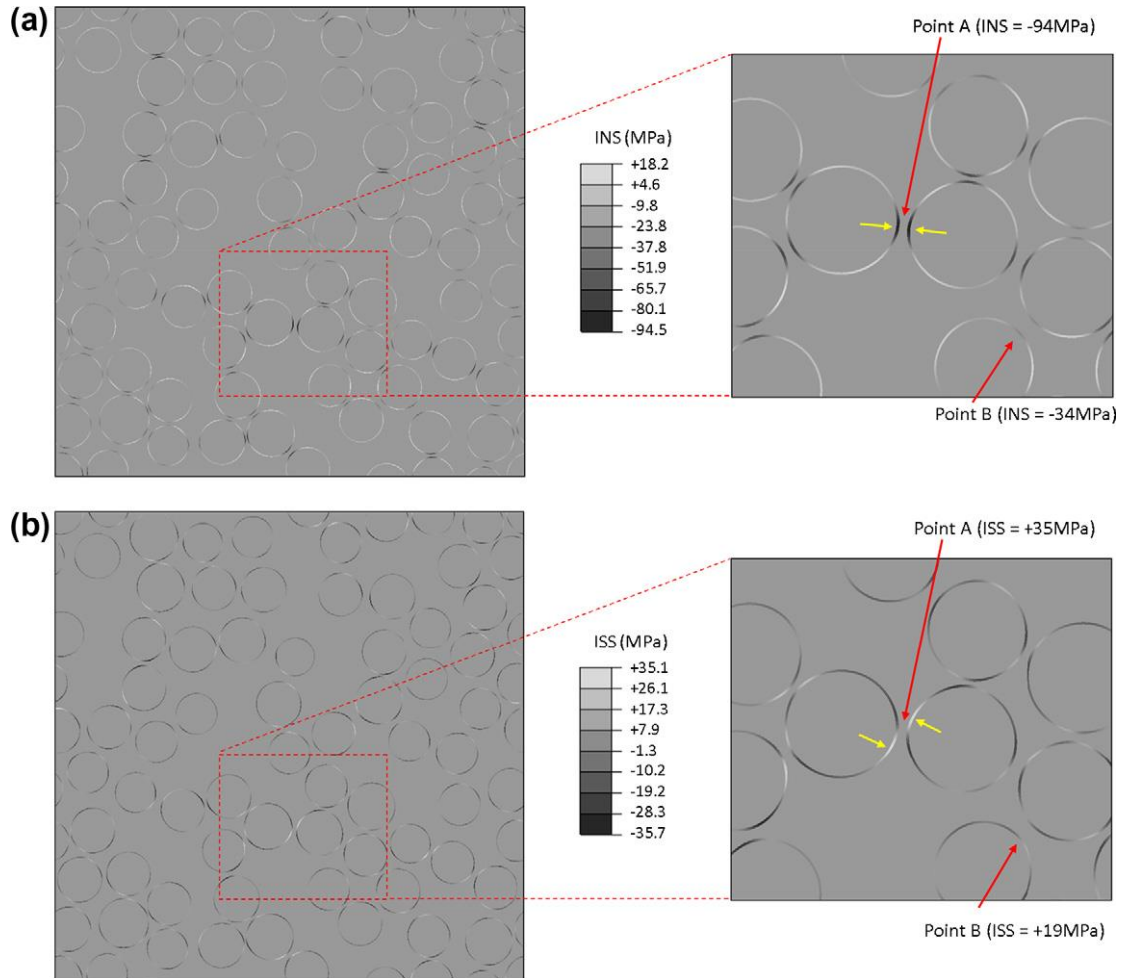 (a)
Point A (INS = -94MPa)
INS (MPa)
+18.2
+4.6
-9.8
-23.8
-37.8
-51.9
-65.7
-80.1
-94.5
Point B (INS = -34MPa)
(b)
Point A (ISS = +35MPa)
ISS (MPa)
+35.1
+26.1
+17.3
+7.9
-1.3
-10.2
-19.2
-28.3
-35.7
Point B (ISS = +19MPa)